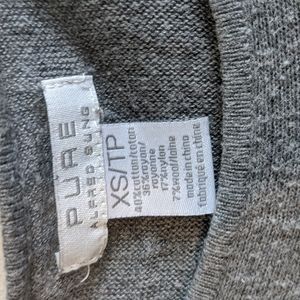 PURE
ALFRED SUNG
XS/TP
40%cotton/coton
36%rayon/
rayonne
17%nylon
7%wool/laine
made in china
fabriqué en chine